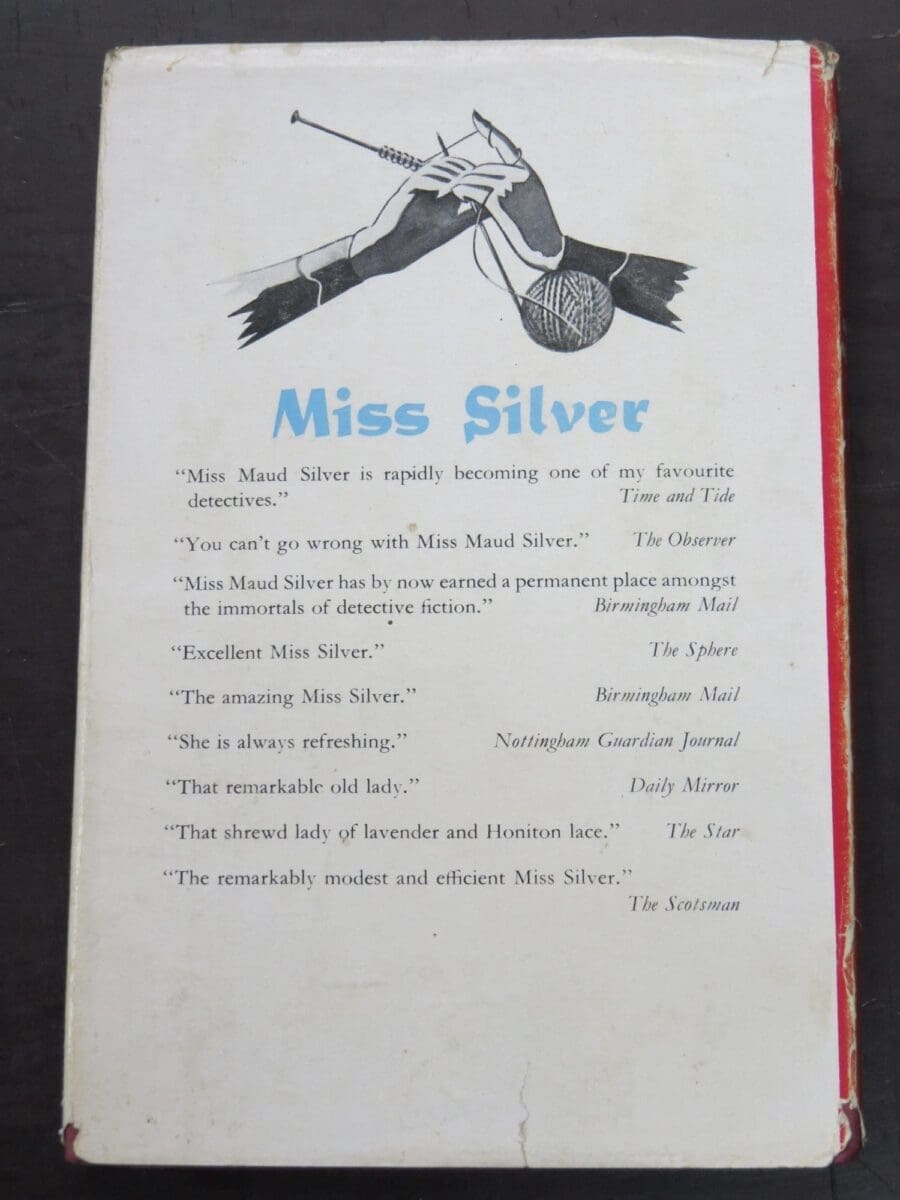 Miss Silver
“Miss Maud Silver is rapidly becoming one of my favourite
detectives.” Time and Tide
“You can’t go wrong with Miss Maud Silver.” The Observer
“Miss Maud Silver has by now earned a permanent place amongst
the immortals of detective fiction.” Birmingham Mail
“Excellent Miss Silver.” The Sphere
“The amazing Miss Silver.” Birmingham Mail
“She is always refreshing.” Nottingham Guardian Journal
“That remarkable old lady.” Daily Mirror
“That shrewd lady of lavender and Honiton lace.” The Star
“The remarkably modest and efficient Miss Silver.”
The Scotsman